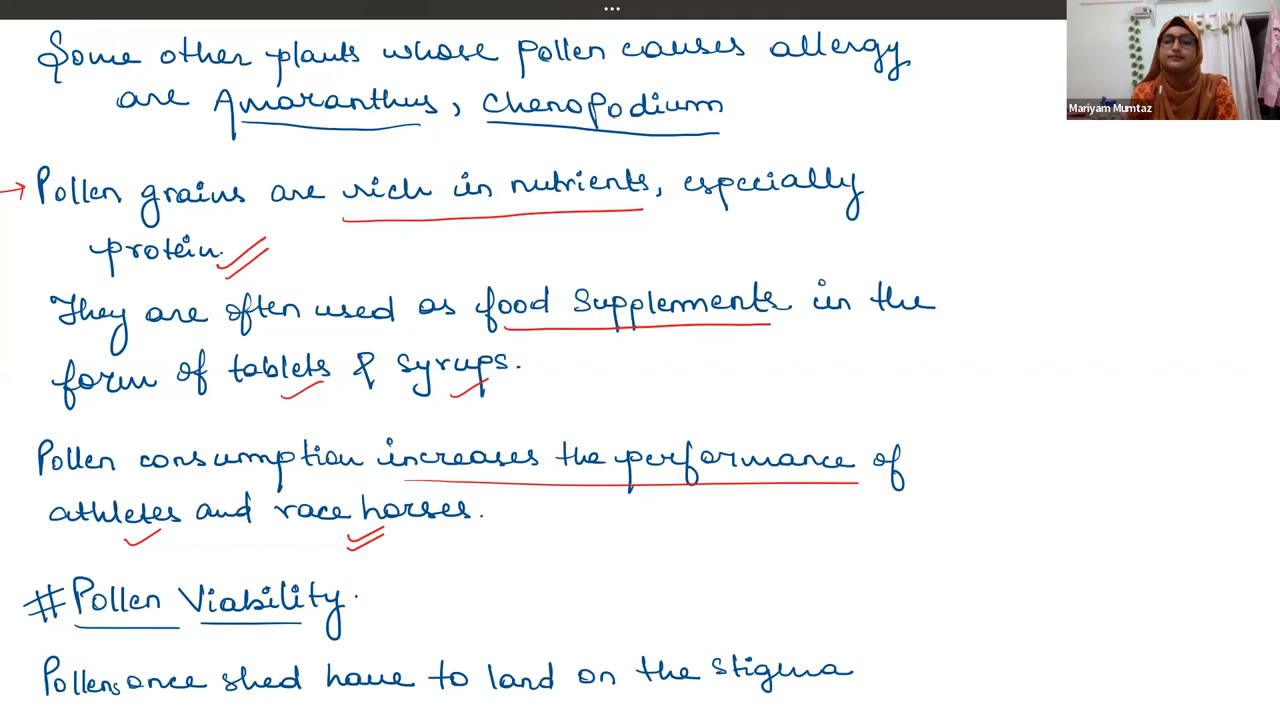 Some other plants whose pollen causes allergy
are Amaranthus, Chenopodium
Mariyam Mumtaz
→ Pollen grains are rich in nutrients, especially
protein.
They are often used as food supplements in the
form of tablets & syrups.
Pollen consumption increases the performance of
athletes and race horses.
# Pollen Viability.
Pollens once shed have to land on the stigma